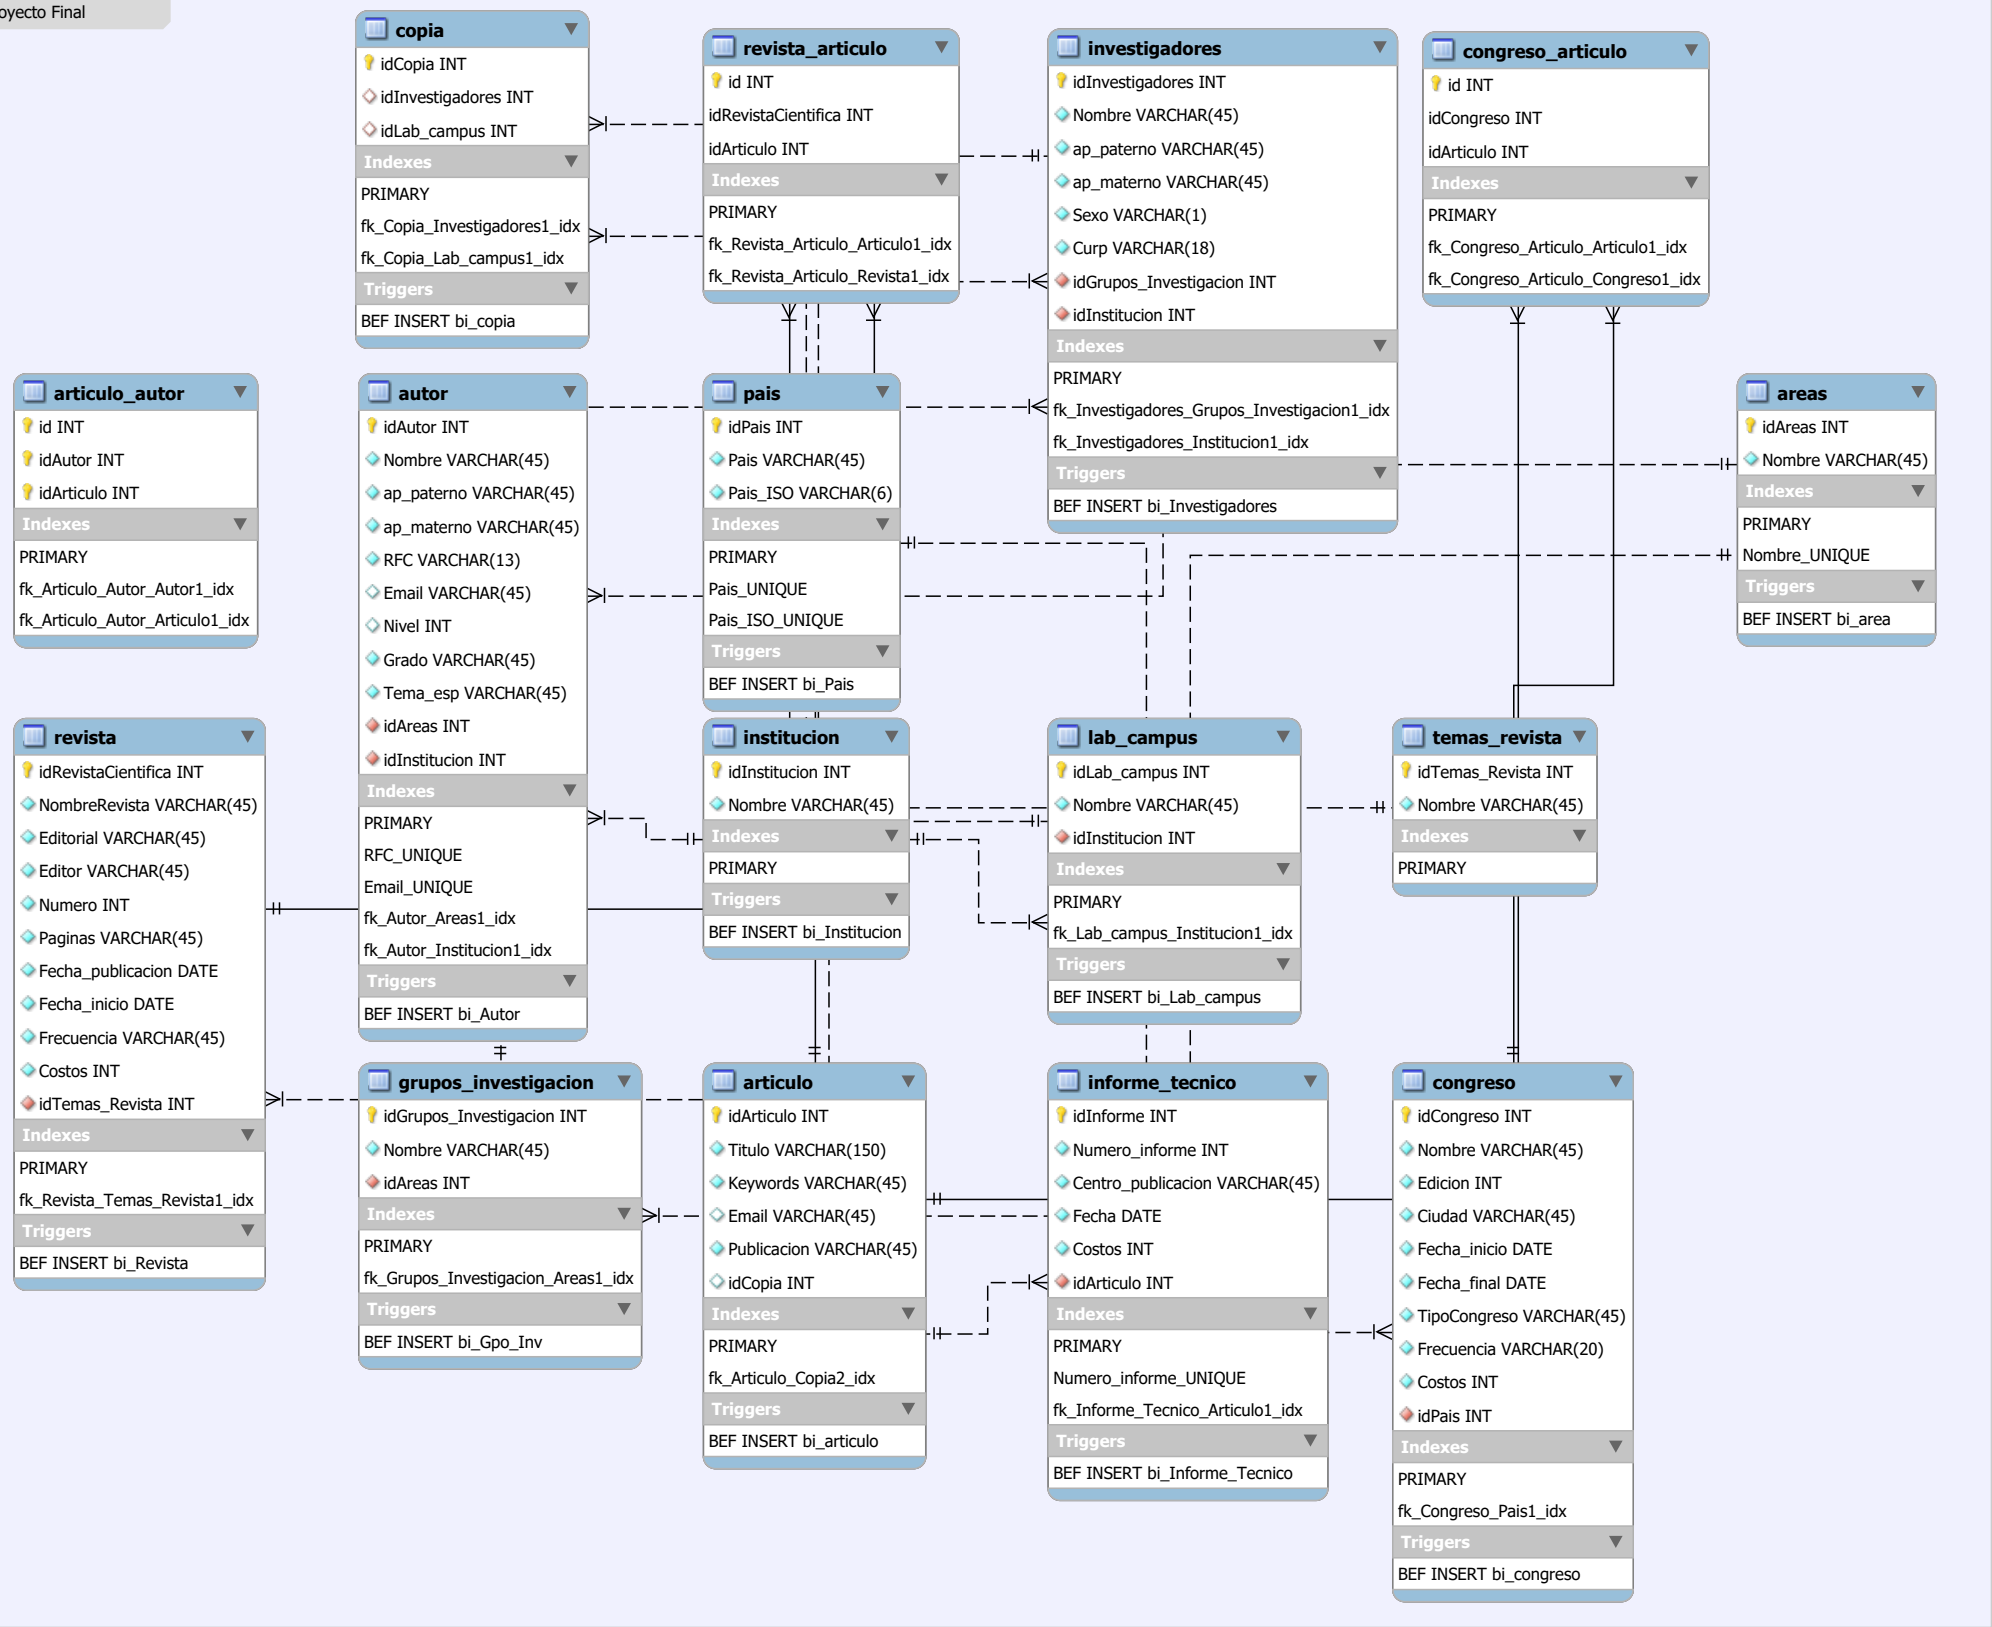 oyecto Final
copia
idCopia INT
idInvestigadores INT
idLab_campus INT
Indexes
PRIMARY
fk_Copia_Investigadores1_idx
fk_Copia_Lab_campus1_idx
Triggers
BEF INSERT bi_copia
revista_articulo
id INT
idRevistaCientifica INT
idArticulo INT
Indexes
PRIMARY
fk_Revista_Articulo_Articulo1_idx
fk_Revista_Articulo_Revista1_idx
investigadores
idInvestigadores INT
Nombre VARCHAR(45)
ap_paterno VARCHAR(45)
ap_materno VARCHAR(45)
Sexo VARCHAR(1)
Curp VARCHAR(18)
idGrupos_Investigacion INT
idInstitucion INT
Indexes
PRIMARY
fk_Investigadores_Grupos_Investigacion1_idx
fk_Investigadores_Institucion1_idx
Triggers
BEF INSERT bi_Investigadores
congreso_articulo
id INT
idCongreso INT
idArticulo INT
Indexes
PRIMARY
fk_Congreso_Articulo_Articulo1_idx
fk_Congreso_Articulo_Congreso1_idx
articulo_autor
id INT
idAutor INT
idArticulo INT
Indexes
PRIMARY
fk_Articulo_Autor_Autor1_idx
fk_Articulo_Autor_Articulo1_idx
autor
idAutor INT
Nombre VARCHAR(45)
ap_paterno VARCHAR(45)
ap_materno VARCHAR(45)
RFC VARCHAR(13)
Email VARCHAR(45)
Nivel INT
Grado VARCHAR(45)
Tema_esp VARCHAR(45)
idAreas INT
idInstitucion INT
Indexes
PRIMARY
RFC_UNIQUE
Email_UNIQUE
fk_Autor_Areas1_idx
fk_Autor_Institucion1_idx
Triggers
BEF INSERT bi_Autor
pais
idPais INT
Pais VARCHAR(45)
Pais_ISO VARCHAR(6)
Indexes
PRIMARY
Pais_UNIQUE
Pais_ISO_UNIQUE
Triggers
BEF INSERT bi_Pais
areas
idAreas INT
Nombre VARCHAR(45)
Indexes
PRIMARY
Nombre_UNIQUE
Triggers
BEF INSERT bi_area
revista
idRevistaCientifica INT
NombreRevista VARCHAR(45)
Editorial VARCHAR(45)
Editor VARCHAR(45)
Numero INT
Paginas VARCHAR(45)
Fecha_publicacion DATE
Fecha_inicio DATE
Frecuencia VARCHAR(45)
Costos INT
idTemas_Revista INT
Indexes
PRIMARY
fk_Revista_Temas_Revista1_idx
Triggers
BEF INSERT bi_Revista
institucion
idInstitucion INT
Nombre VARCHAR(45)
Indexes
PRIMARY
Triggers
BEF INSERT bi_Institucion
lab_campus
idLab_campus INT
Nombre VARCHAR(45)
idInstitucion INT
Indexes
PRIMARY
fk_Lab_campus_Institucion1_idx
Triggers
BEF INSERT bi_Lab_campus
temas_revista
idTemas_Revista INT
Nombre VARCHAR(45)
Indexes
PRIMARY
grupos_investigacion
idGrupos_Investigacion INT
Nombre VARCHAR(45)
idAreas INT
Indexes
PRIMARY
fk_Grupos_Investigacion_Areas1_idx
Triggers
BEF INSERT bi_Gpo_Inv
articulo
idArticulo INT
Titulo VARCHAR(150)
Keywords VARCHAR(45)
Email VARCHAR(45)
Publicacion VARCHAR(45)
idCopia INT
Indexes
PRIMARY
fk_Articulo_Copia2_idx
Triggers
BEF INSERT bi_articulo
informe_tecnico
idInforme INT
Numero_informe INT
Centro_publicacion VARCHAR(45)
Fecha DATE
Costos INT
idArticulo INT
Indexes
PRIMARY
Numero_informe_UNIQUE
fk_Informe_Tecnico_Articulo1_idx
Triggers
BEF INSERT bi_Informe_Tecnico
congreso
idCongreso INT
Nombre VARCHAR(45)
Edicion INT
Ciudad VARCHAR(45)
Fecha_inicio DATE
Fecha_final DATE
TipoCongreso VARCHAR(45)
Frecuencia VARCHAR(20)
Costos INT
idPais INT
Indexes
PRIMARY
fk_Congreso_Pais1_idx
Triggers
BEF INSERT bi_congreso